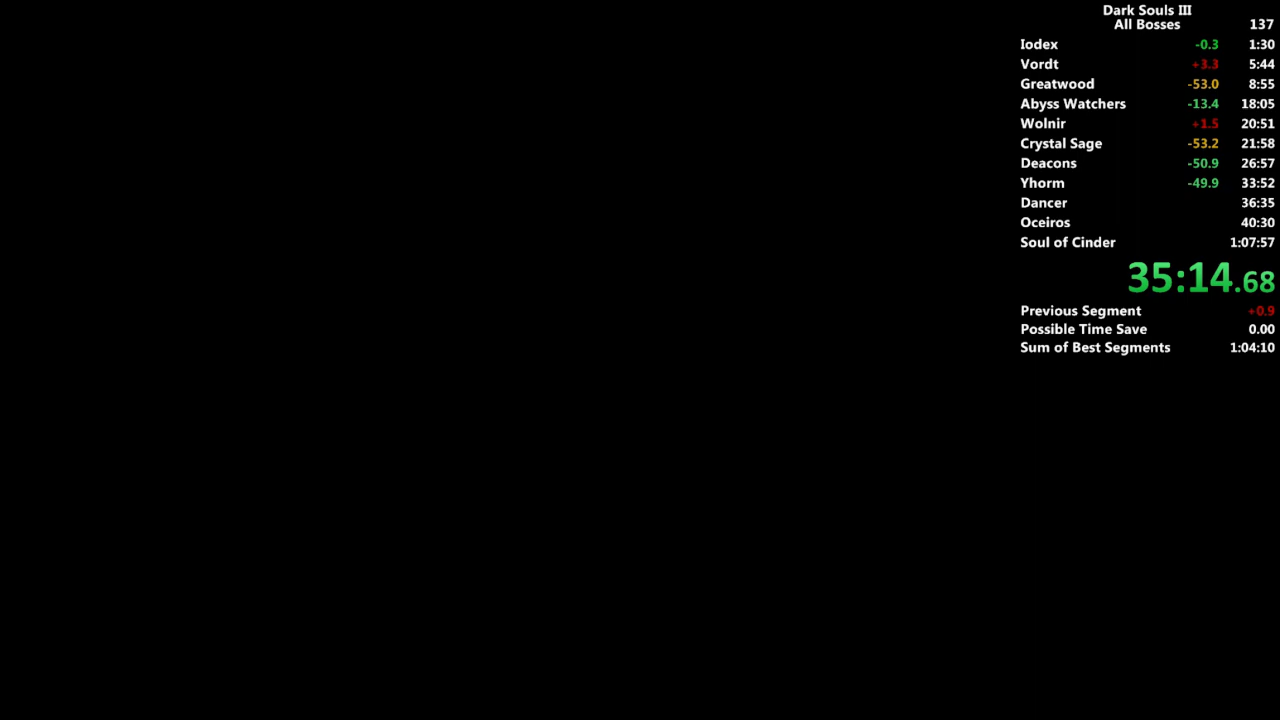 Dark Souls III
All Bosses 137
Iodex -0.3 1:30
Vordt +3.3 5:44
Greatwood -53.0 8:55
Abyss Watchers -13.4 18:05
Wolnir +1.5 20:51
Crystal Sage -53.2 21:58
Deacons -50.9 26:57
Yhorm -49.9 33:52
Dancer 36:35
Oceiros 40:30
Soul of Cinder 1:07:57
35:14.68
Previous Segment +0.9
Possible Time Save 0.00
Sum of Best Segments 1:04:10